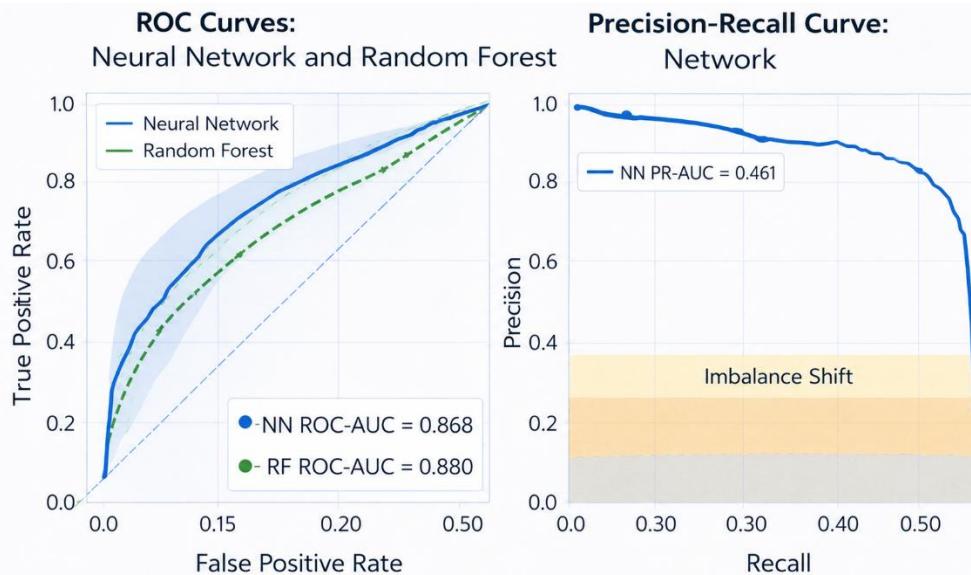 ROC Curves:
Neural Network and Random Forest
True Positive Rate
1.0
0.8
0.6
0.4
0.2
0.0
Neural Network
Random Forest
NN ROC-AUC = 0.868
RF ROC-AUC = 0.880
0.0 0.15 0.20 0.50
False Positive Rate
Precision-Recall Curve:
Network
Precision
1.0
0.8
0.6
0.4
0.2
0.0
NN PR-AUC = 0.461
Imbalance Shift
0.0 0.30 0.30 0.40 0.50
Recall